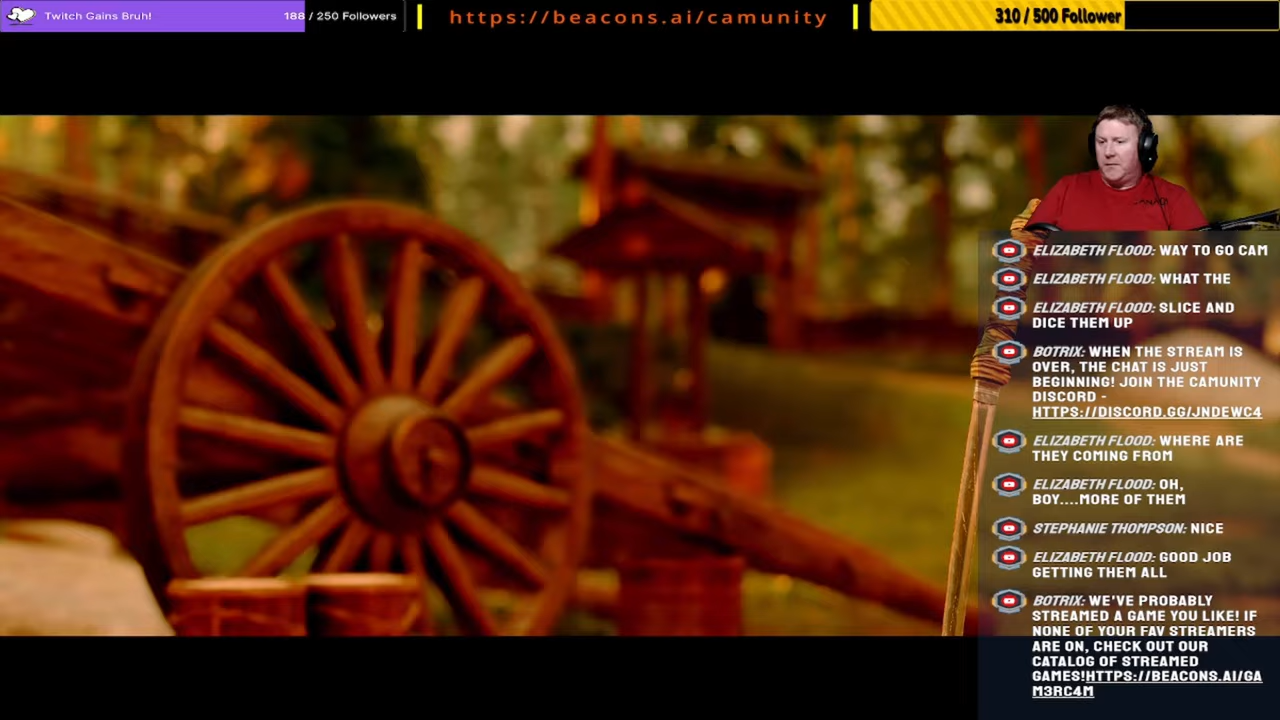 Twitch Gains Bruh!
188 / 250 Followers
https://beacons.ai/camunity
310 / 500 Follower
ELIZABETH FLOOD: WAY TO GO CAM
ELIZABETH FLOOD: WHAT THE
ELIZABETH FLOOD: SLICE AND
DICE THEM UP
BOTRIX: WHEN THE STREAM IS
OVER, THE CHAT IS JUST
BEGINNING! JOIN THE CAMUNITY
DISCORD -
HTTPS://DISCORD.GG/JNDEWC4
ELIZABETH FLOOD: WHERE ARE
THEY COMING FROM
ELIZABETH FLOOD: OH,
BOY....MORE OF THEM
STEPHANIE THOMPSON: NICE
ELIZABETH FLOOD: GOOD JOB
GETTING THEM ALL
BOTRIX: WE'VE PROBABLY
STREAMED A GAME YOU LIKE! IF
NONE OF YOUR FAV STREAMERS
ARE ON, CHECK OUT OUR
CATALOG OF STREAMED
GAMES!HTTPS://BEACONS.AI/GA
M3RC4M